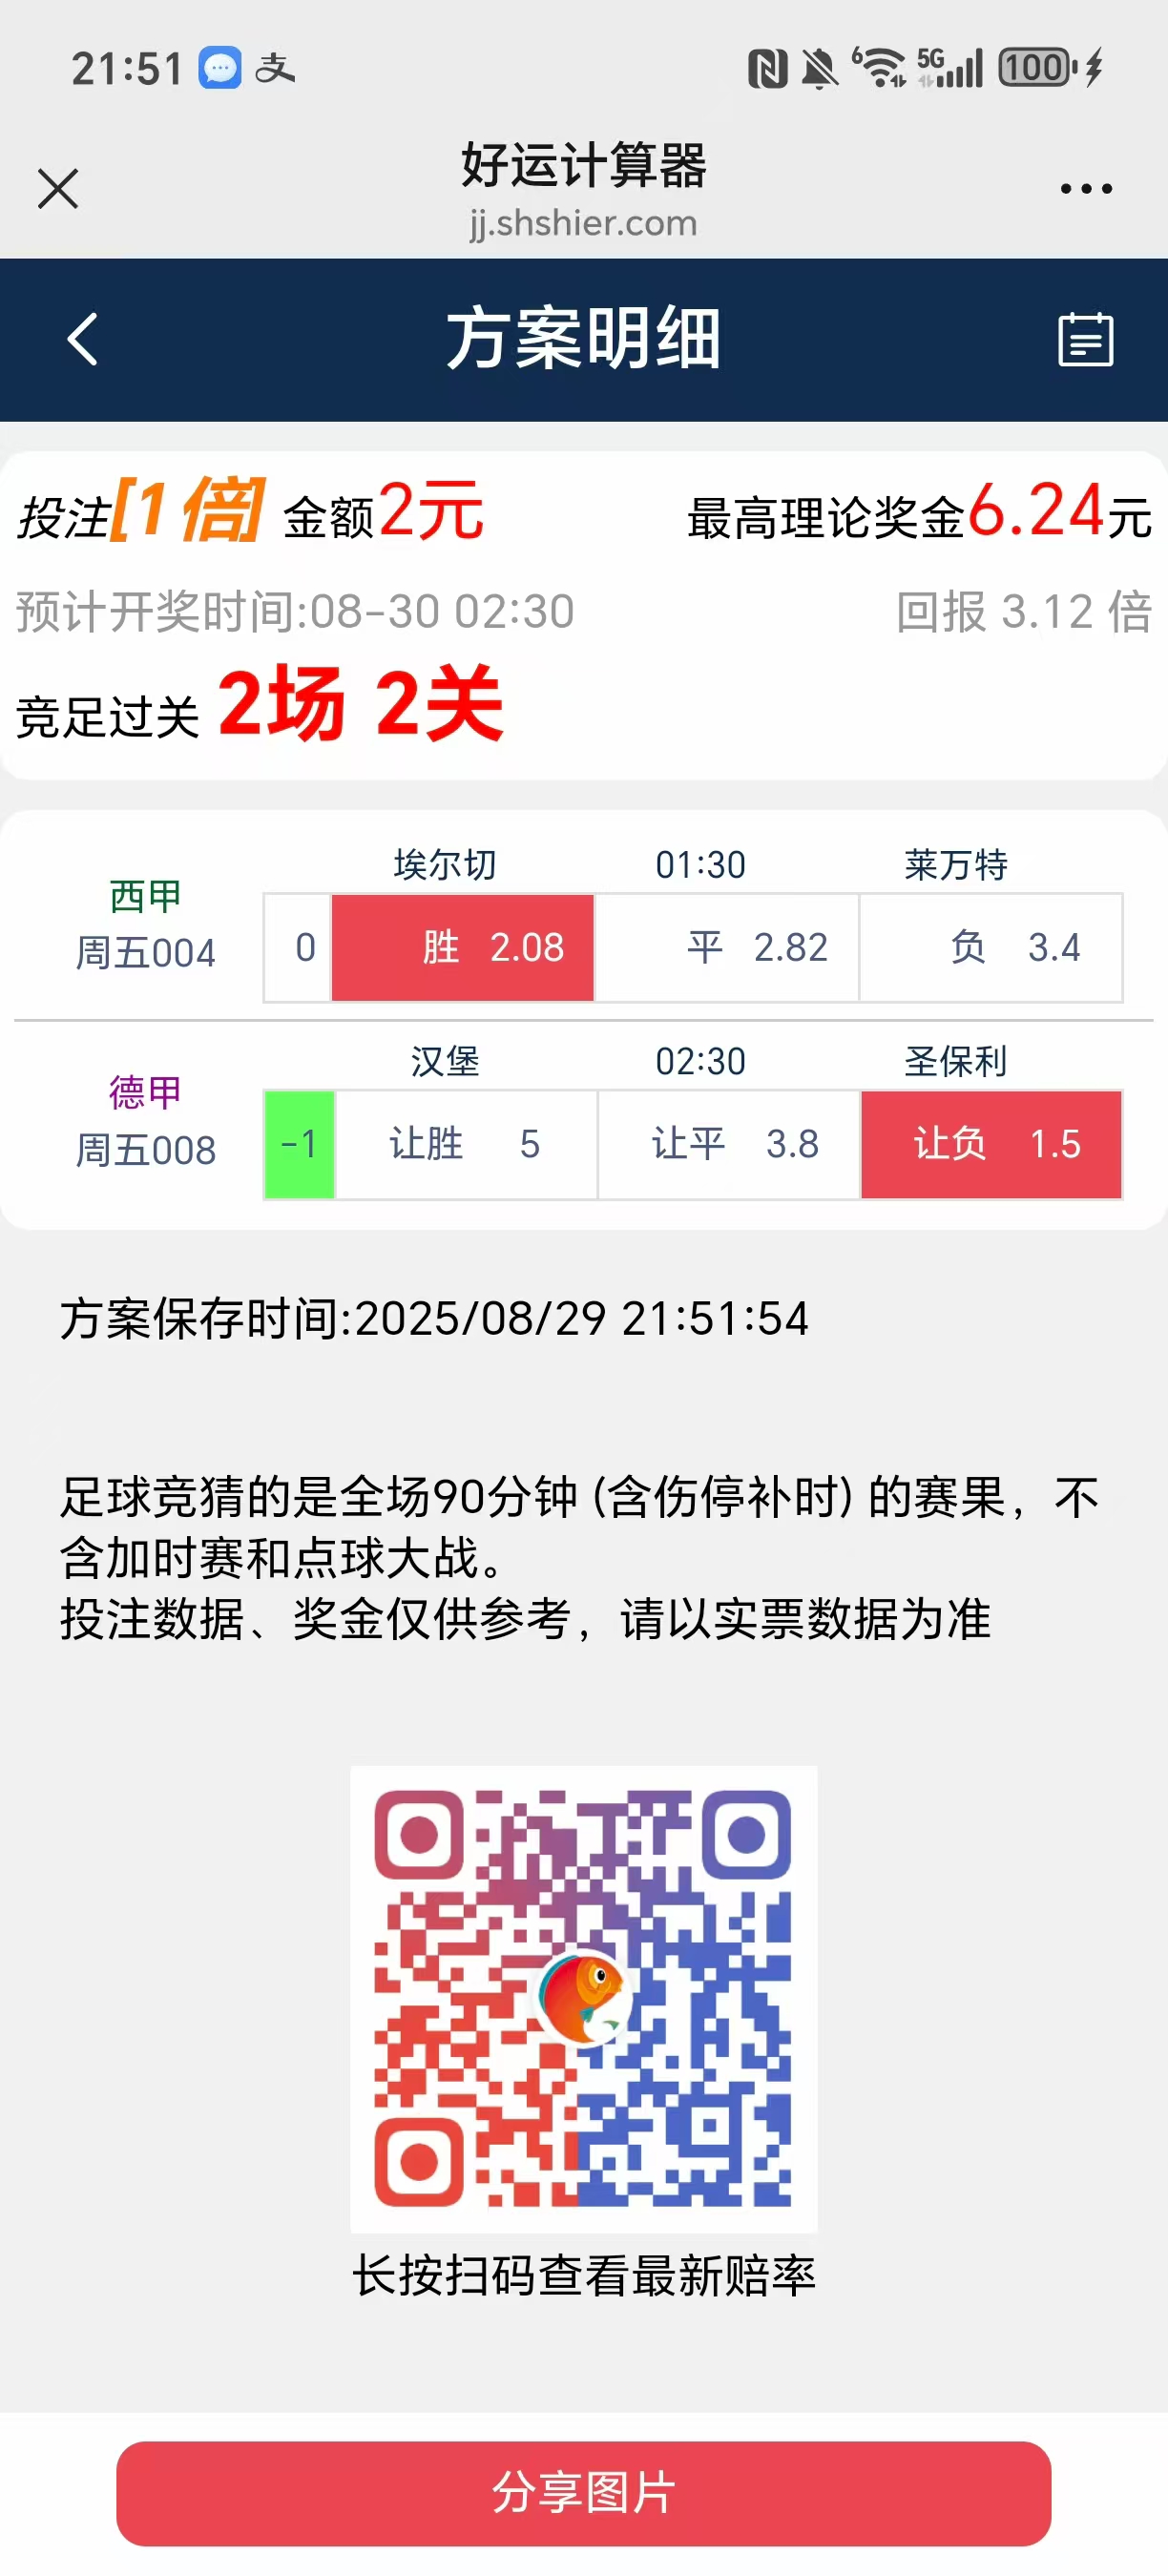 21:51 支 6 5G 100
好运计算器
jj.shshier.com
方案明细
投注[1 倍] 金额2元 最高理论奖金6.24元
预计开奖时间:08-30 02:30 回报 3.12 倍
竞足过关 2场 2关
埃尔切 01:30 莱万特
西甲
周五004 0 胜 2.08 平 2.82 负 3.4
汉堡 02:30 圣保利
德甲
周五008 -1 让胜 5 让平 3.8 让负 1.5
方案保存时间:2025/08/29 21:51:54
足球竞猜的是全场90分钟 (含伤停补时) 的赛果，不
含加时赛和点球大战。
投注数据、奖金仅供参考，请以实票数据为准
长按扫码查看最新赔率
分享图片